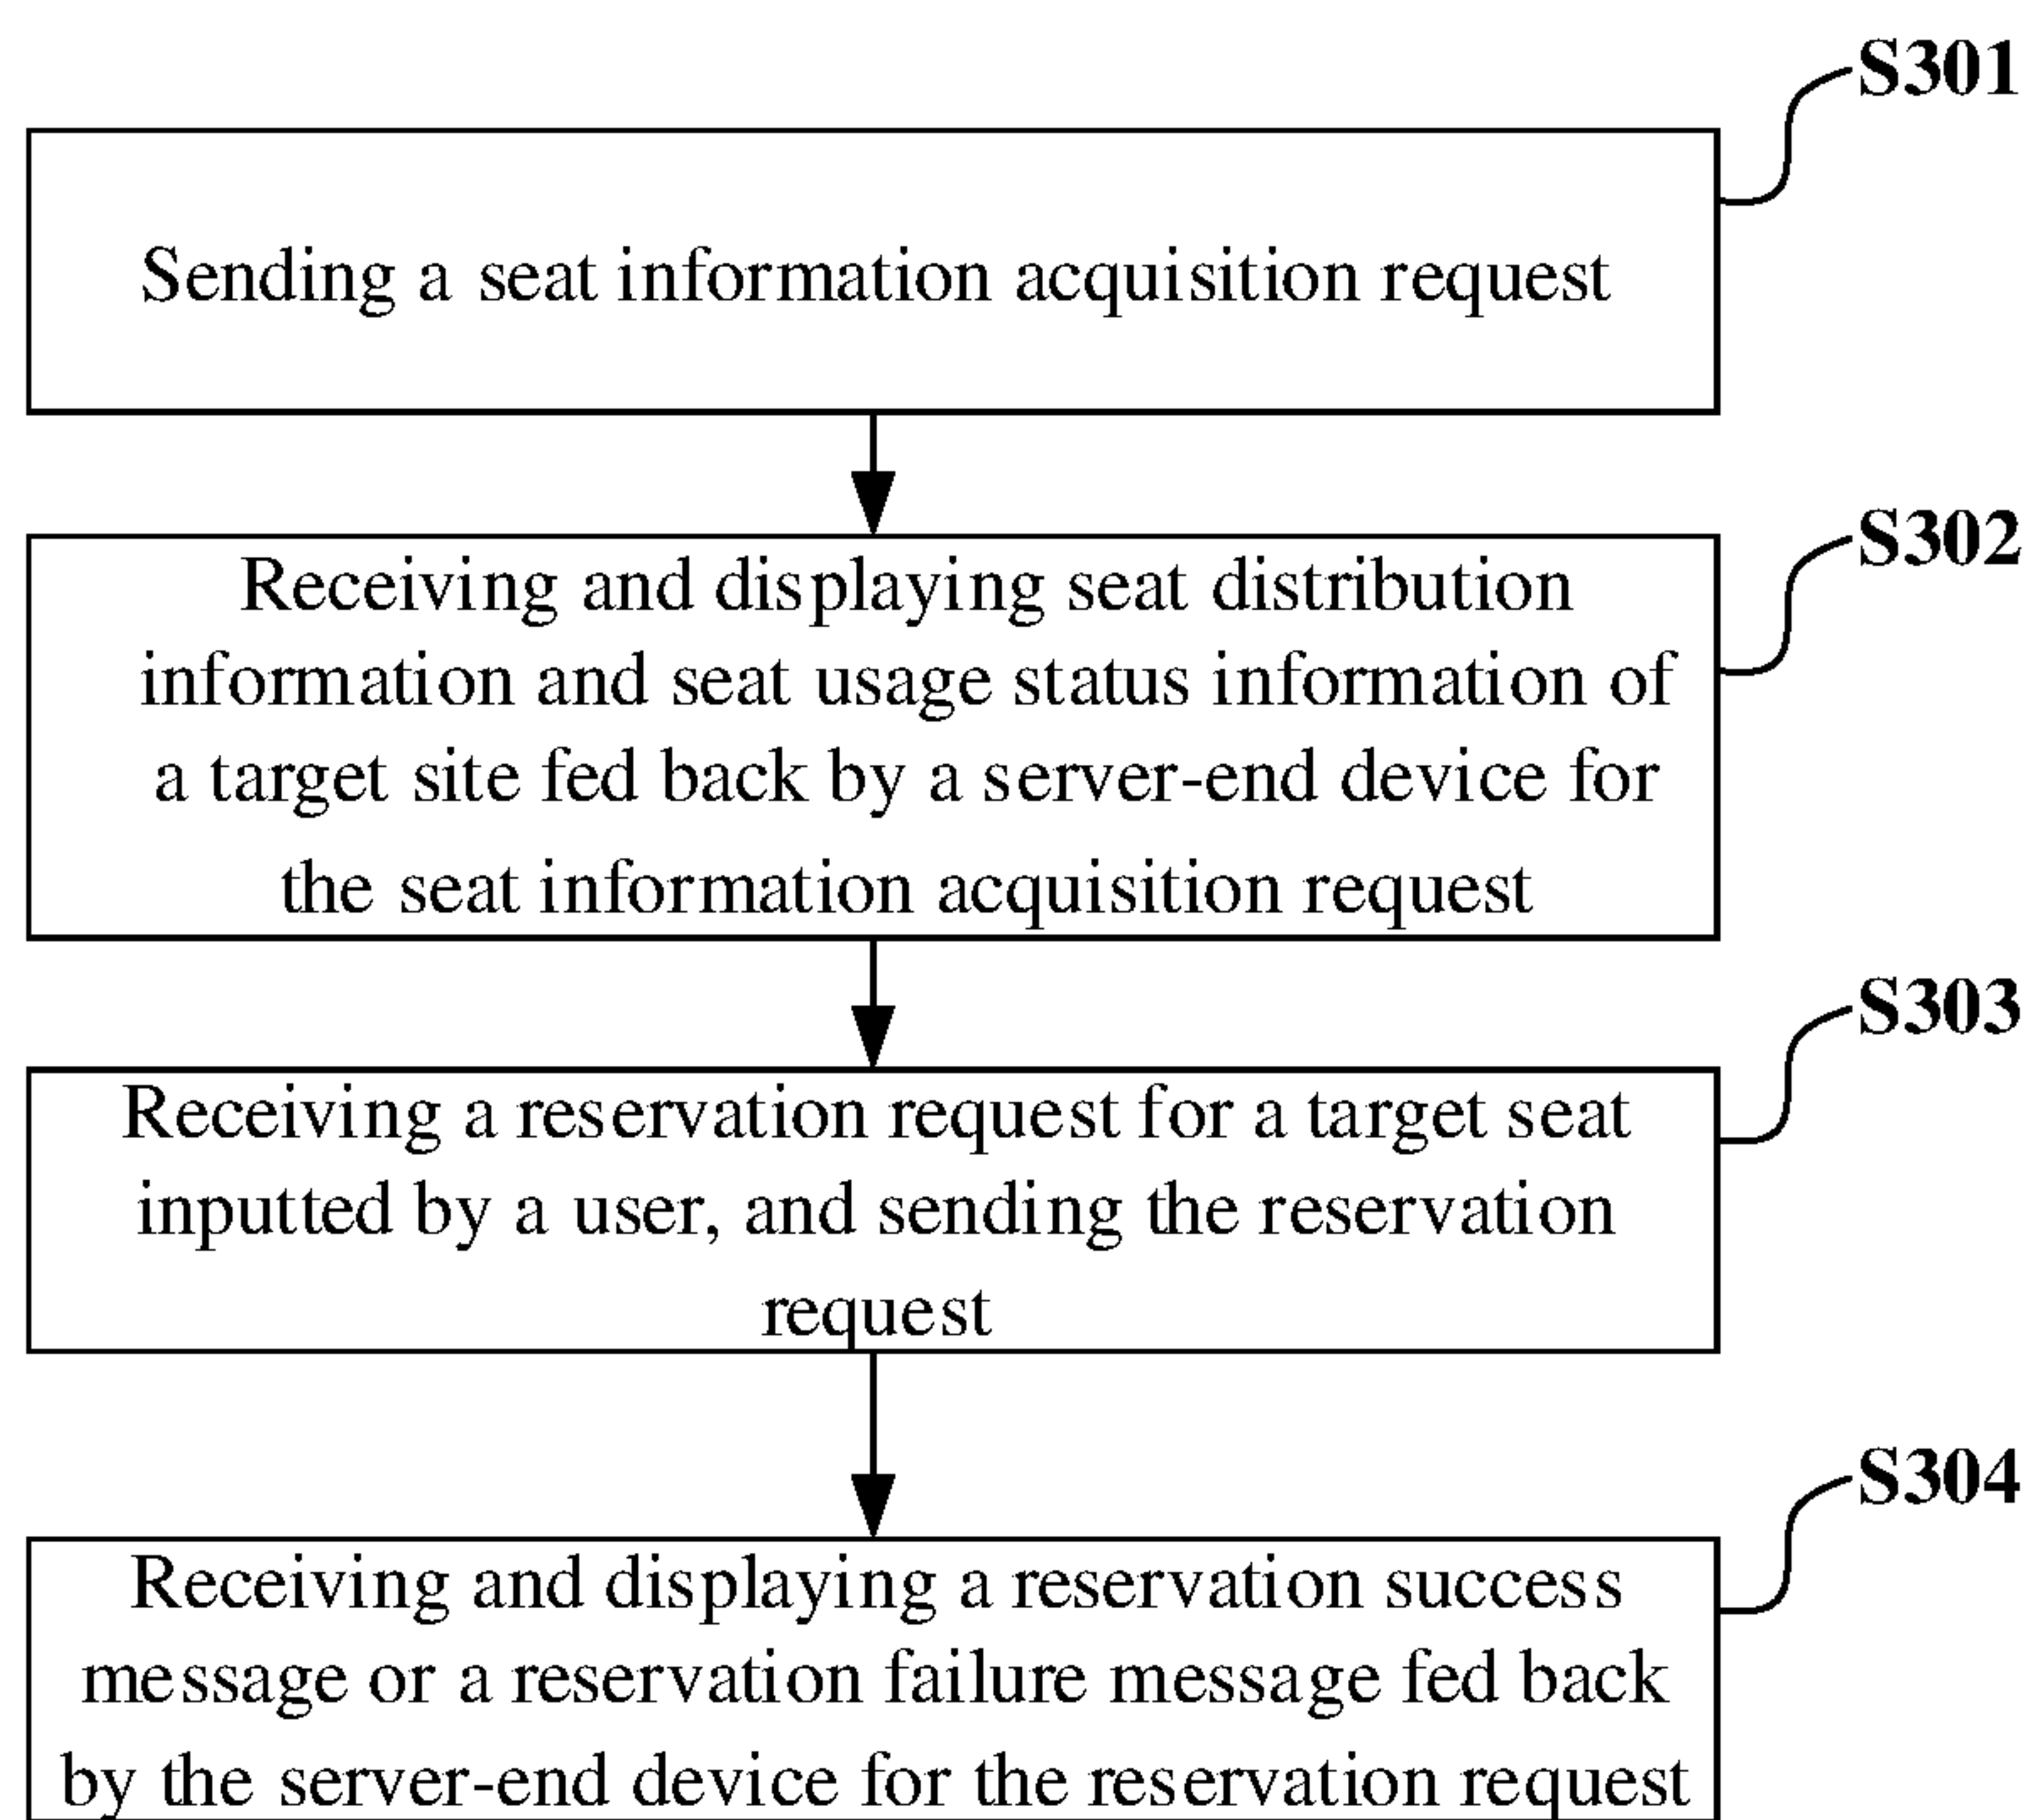 S301
Sending a seat information acquisition request
S302
Receiving and displaying seat distribution
information and seat usage status information of
a target site fed back by a server-end device for
the seat information acquisition request
S303
Receiving a reservation request for a target seat
inputted by a user, and sending the reservation
request
S304
Receiving and displaying a reservation success
message or a reservation failure message fed back
by the server-end device for the reservation request